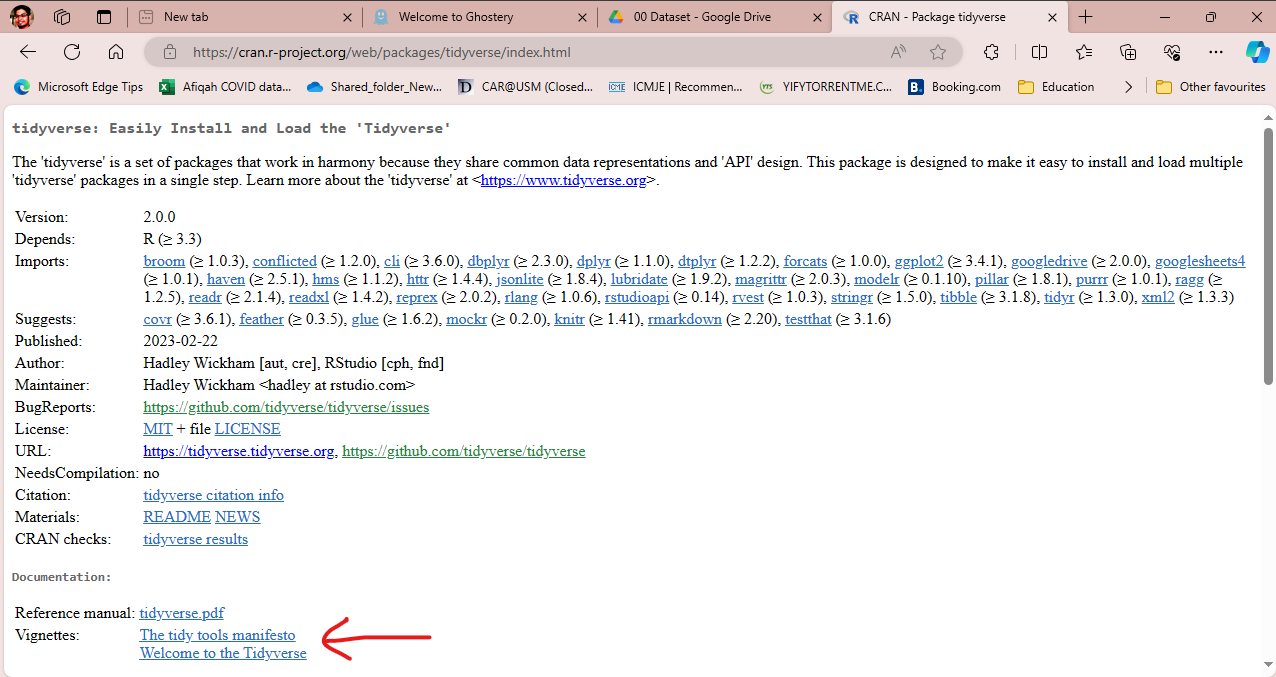 New tab
Welcome to Ghostery
00 Dataset - Google Drive
CRAN - Package tidyverse
https://cran.r-project.org/web/packages/tidyverse/index.html
Microsoft Edge Tips
Afiqah COVID data...
Shared_folder_New...
CAR@USM (Closed...
ICMJE | Recommen...
YIFYTORRENTME.C...
Booking.com
Education
Other favourites
tidyverse: Easily Install and Load the 'Tidyverse'
The 'tidyverse' is a set of packages that work in harmony because they share common data representations and 'API' design. This package is designed to make it easy to install and load multiple
'tidyverse' packages in a single step. Learn more about the 'tidyverse' at <https://www.tidyverse.org>.
Version: 2.0.0
Depends: R (≥ 3.3)
Imports: broom (≥ 1.0.3), conflicted (≥ 1.2.0), cli (≥ 3.6.0), dbplyr (≥ 2.3.0), dplyr (≥ 1.1.0), dtplyr (≥ 1.2.2), forcats (≥ 1.0.0), ggplot2 (≥ 3.4.1), googledrive (≥ 2.0.0), googlesheets4
(≥ 1.0.1), haven (≥ 2.5.1), hms (≥ 1.1.2), httr (≥ 1.4.4), jsonlite (≥ 1.8.4), lubridate (≥ 1.9.2), magrittr (≥ 2.0.3), modelr (≥ 0.1.10), pillar (≥ 1.8.1), purrr (≥ 1.0.1), ragg (≥
1.2.5), readr (≥ 2.1.4), readxl (≥ 1.4.2), reprex (≥ 2.0.2), rlang (≥ 1.0.6), rstudioapi (≥ 0.14), rvest (≥ 1.0.3), stringr (≥ 1.5.0), tibble (≥ 3.1.8), tidyr (≥ 1.3.0), xml2 (≥ 1.3.3)
Suggests: covr (≥ 3.6.1), feather (≥ 0.3.5), glue (≥ 1.6.2), mockr (≥ 0.2.0), knitr (≥ 1.41), rmarkdown (≥ 2.20), testthat (≥ 3.1.6)
Published: 2023-02-22
Author: Hadley Wickham [aut, cre], RStudio [cph, fnd]
Maintainer: Hadley Wickham <hadley at rstudio.com>
BugReports: https://github.com/tidyverse/tidyverse/issues
License: MIT + file LICENSE
URL: https://tidyverse.tidyverse.org, https://github.com/tidyverse/tidyverse
NeedsCompilation: no
Citation: tidyverse citation info
Materials: README NEWS
CRAN checks: tidyverse results
Documentation:
Reference manual: tidyverse.pdf
Vignettes: The tidy tools manifesto
Welcome to the Tidyverse